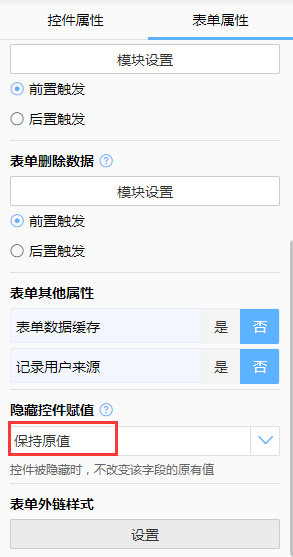 控件属性 表单属性
模块设置
前置触发
后置触发
表单删除数据 ?
模块设置
前置触发
后置触发
表单其他属性
表单数据缓存 是 否
记录用户来源 是 否
隐藏控件赋值 ?
保持原值
控件被隐藏时，不改变该字段的原有值
表单外链样式
设置